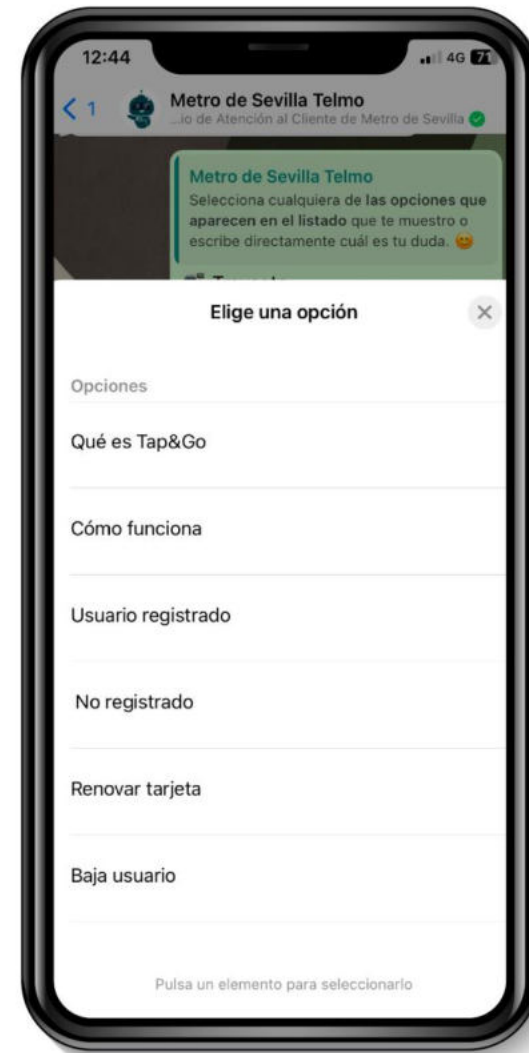 12:44
4G 71
1
Metro de Sevilla Telmo
...io de Atención al Cliente de Metro de Sevilla
Metro de Sevilla Telmo
Selecciona cualquiera de las opciones que
aparecen en el listado que te muestro o
escribe directamente cuál es tu duda. 😄
Elige una opción
Opciones
Qué es Tap&Go
Cómo funciona
Usuario registrado
No registrado
Renovar tarjeta
Baja usuario
Pulsa un elemento para seleccionarlo